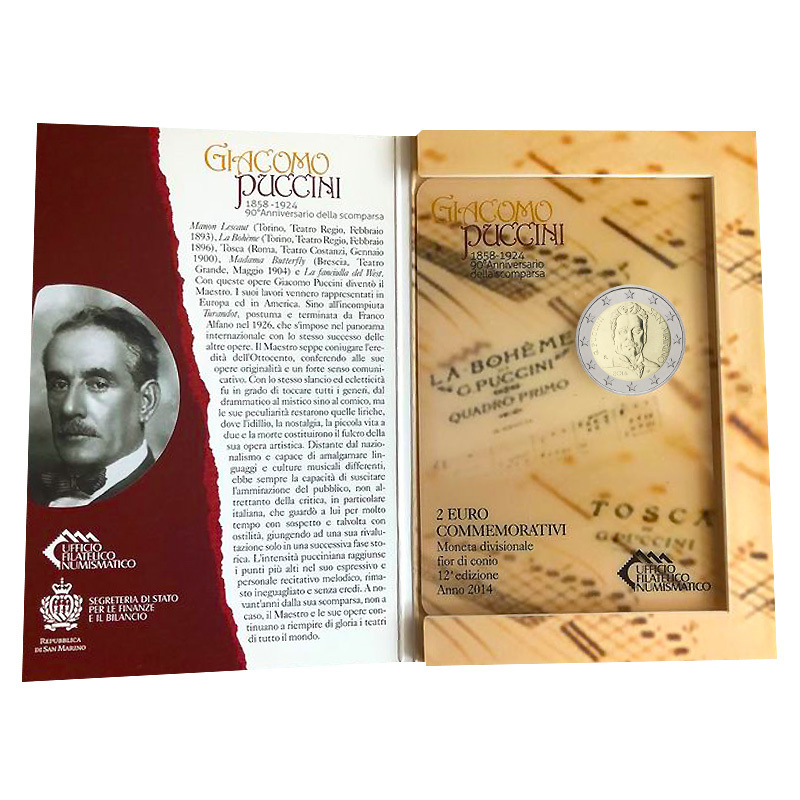 GIACOMO
PUCCINI
1858-1924
90°Anniversario della scomparsa
Manon Lescaut (Torino, Teatro Regio, Febbraio
1893), La Bohème (Torino, Teatro Regio, Febbraio
1896), Tosca (Roma, Teatro Costanzi, Gennaio
1900), Madama Butterfly (Brescia, Teatro
Grande, Maggio 1904) e La fanciulla del West.
Con queste opere Giacomo Puccini diventò il
Maestro. I suoi lavori vennero rappresentati in
Europa ed in America. Sino all'incompiuta
Turandot, postuma e terminata da Franco
Alfano nel 1926, che s'impose nel panorama
internazionale con lo stesso successo delle
altre opere. Il Maestro seppe coniugare l'ere-
dità dell'Ottocento, conferendo alle sue
opere originalità e un forte senso comuni-
cativo. Con lo stesso slancio ed eclettticità
fu in grado di toccare tutti i generi, dal
drammatico al mistico sino al comico, ma
le sue peculiarità restarono quelle liriche,
dove l'idillio, la nostalgia, la piccola vita a
due e la morte costituirono il fulcro della
sua opera artistica. Distante dal nazio-
nalismo e capace di amalgamare lin-
guaggi e culture musicali differenti,
ebbe sempre la capacità di suscitare
l'ammirazione del pubblico, non al-
trettanto della critica, in particolare
italiana, che guardò a lui per molto
tempo con sospetto e talvolta con
ostilità, giungendo ad una sua rivalu-
tazione solo in una successiva fase sto-
rica. L'intensità pucciniana raggiunse
i punti più alti nel suo espressivo e
personale recitativo melodico, rimas-
to ineguagliato e senza eredi. A no-
vant'anni dalla sua scomparsa, non a
caso, il Maestro e le sue opere con-
tinuano a riempire di gloria i teatri
di tutto il mondo.
UFFICIO
FILATELICO
NUMISMATICO
SEGRETERIA DI STATO
PER LE FINANZE
E IL BILANCIO
REPUBBLICA
DI SAN MARINO
GIACOMO
PUCCINI
1858-1924
90°Anniversario
della scomparsa
LA BOHÈME
DI
G. PUCCINI
QUADRO PRIMO
TOSCA
DI
G. PUCCINI
2 EURO
COMMEMORATIVI
Moneta divisionale
fior di conio
12ª edizione
Anno 2014
UFFICIO
FILATELICO
NUMISMATICO